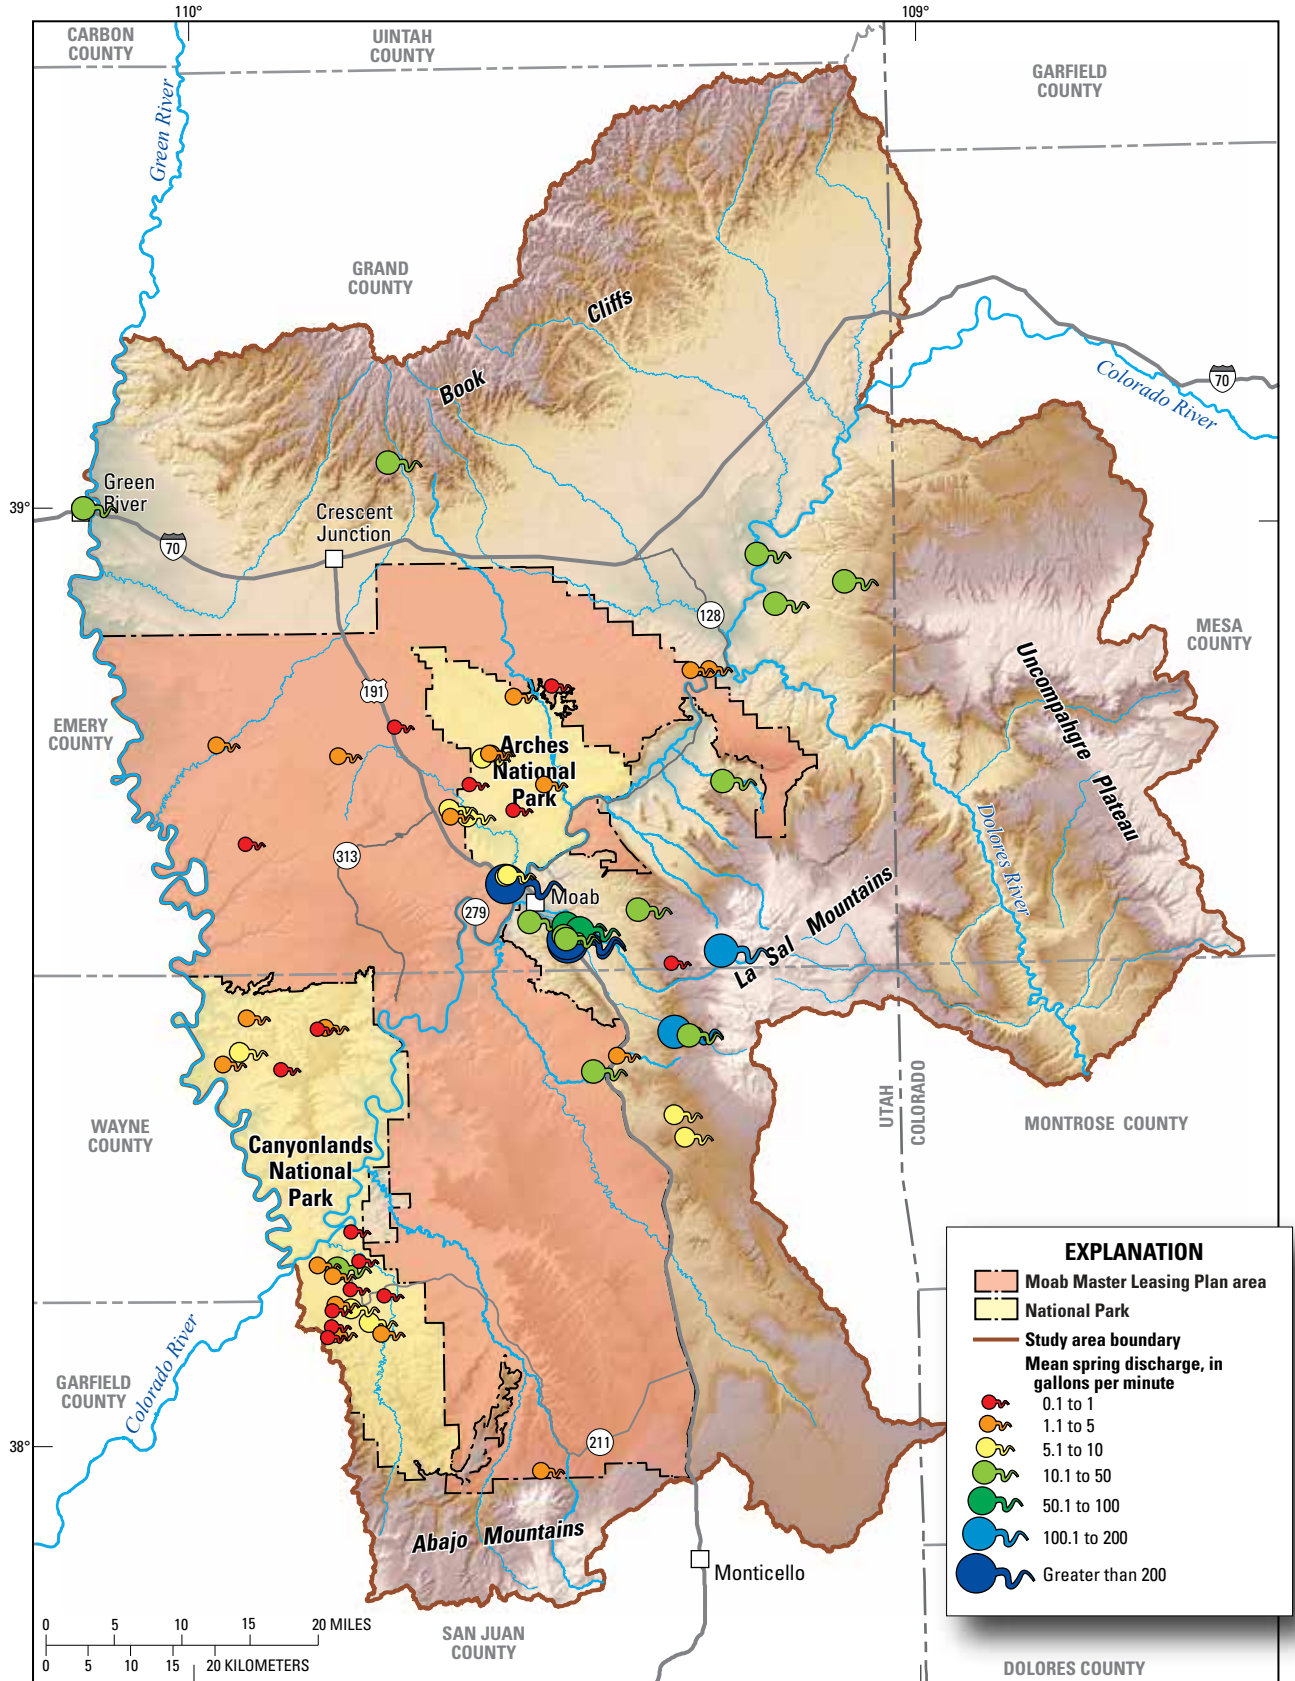 110°
109°
CARBON
COUNTY
UINTAH
COUNTY
GARFIELD
COUNTY
Green River
GRAND
COUNTY
Cliffs
Book
Colorado River
70
Green
River
39°
Crescent
Junction
70
128
MESA
COUNTY
Uncompahgre Plateau
191
EMERY
COUNTY
Arches
National
Park
Dolores River
313
279
Moab
La Sal Mountains
UTAH
COLORADO
WAYNE
COUNTY
MONTROSE COUNTY
Canyonlands
National
Park
Colorado River
GARFIELD
COUNTY
38°
211
Abajo Mountains
Monticello
EXPLANATION
Moab Master Leasing Plan area
National Park
Study area boundary
Mean spring discharge, in
gallons per minute
0.1 to 1
1.1 to 5
5.1 to 10
10.1 to 50
50.1 to 100
100.1 to 200
Greater than 200
0 5 10 15 20 MILES
0 5 10 15 20 KILOMETERS
SAN JUAN
COUNTY
DOLORES COUNTY